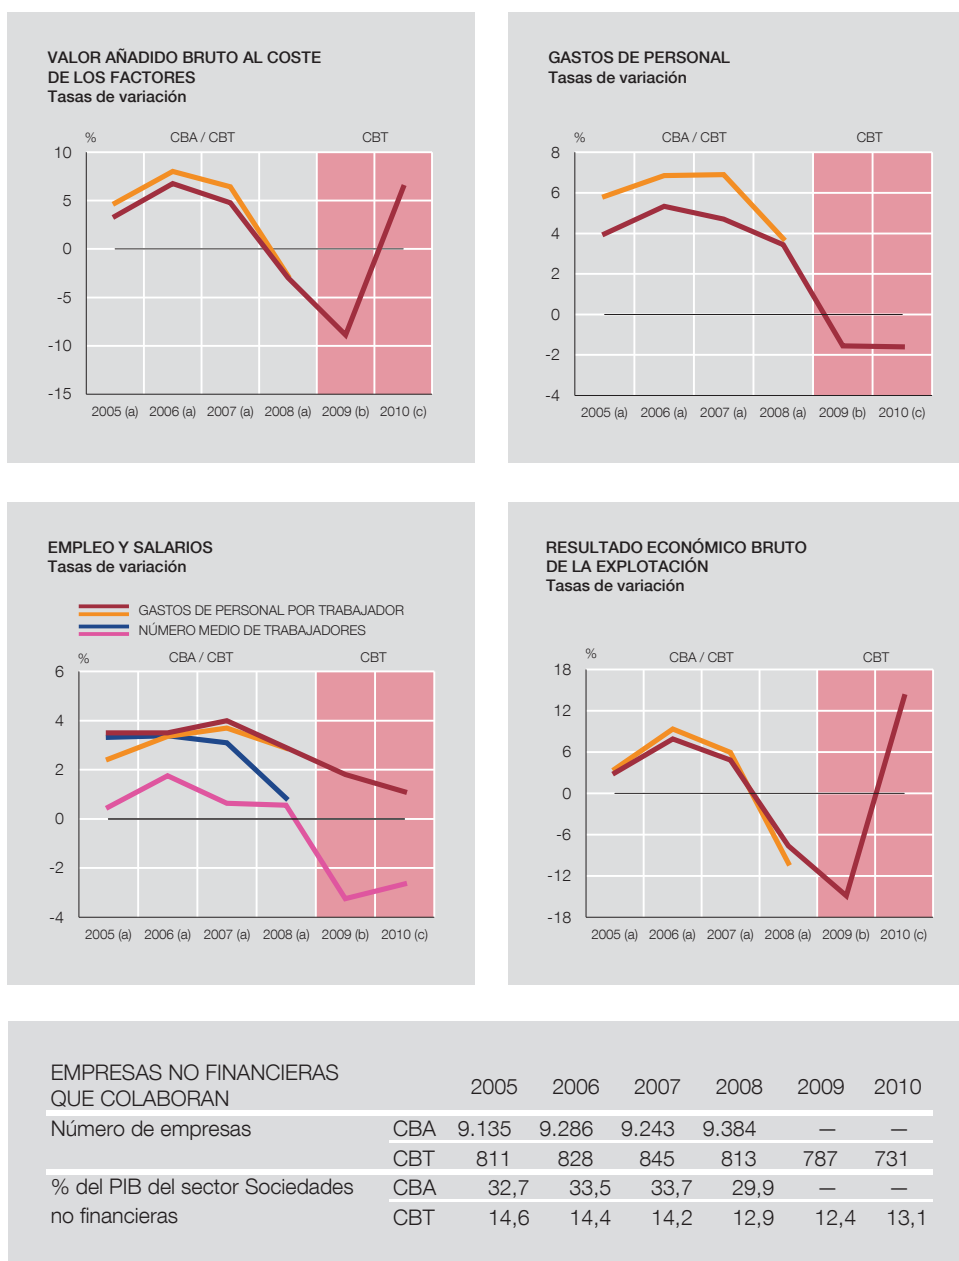 VALOR AÑADIDO BRUTO AL COSTE
DE LOS FACTORES
Tasas de variación
% CBA / CBT CBT
10
5
0
-5
-10
-15
2005 (a) 2006 (a) 2007 (a) 2008 (a) 2009 (b) 2010 (c)
GASTOS DE PERSONAL
Tasas de variación
% CBA / CBT CBT
8
6
4
2
0
-2
-4
2005 (a) 2006 (a) 2007 (a) 2008 (a) 2009 (b) 2010 (c)
EMPLEO Y SALARIOS
Tasas de variación
GASTOS DE PERSONAL POR TRABAJADOR
NÚMERO MEDIO DE TRABAJADORES
% CBA / CBT CBT
6
4
2
0
-2
-4
2005 (a) 2006 (a) 2007 (a) 2008 (a) 2009 (b) 2010 (c)
RESULTADO ECONÓMICO BRUTO
DE LA EXPLOTACIÓN
Tasas de variación
% CBA / CBT CBT
18
12
6
0
-6
-12
-18
2005 (a) 2006 (a) 2007 (a) 2008 (a) 2009 (b) 2010 (c)
EMPRESAS NO FINANCIERAS
QUE COLABORAN 2005 2006 2007 2008 2009 2010
Número de empresas CBA 9.135 9.286 9.243 9.384 — —
CBT 811 828 845 813 787 731
% del PIB del sector Sociedades CBA 32,7 33,5 33,7 29,9 — —
no financieras CBT 14,6 14,4 14,2 12,9 12,4 13,1